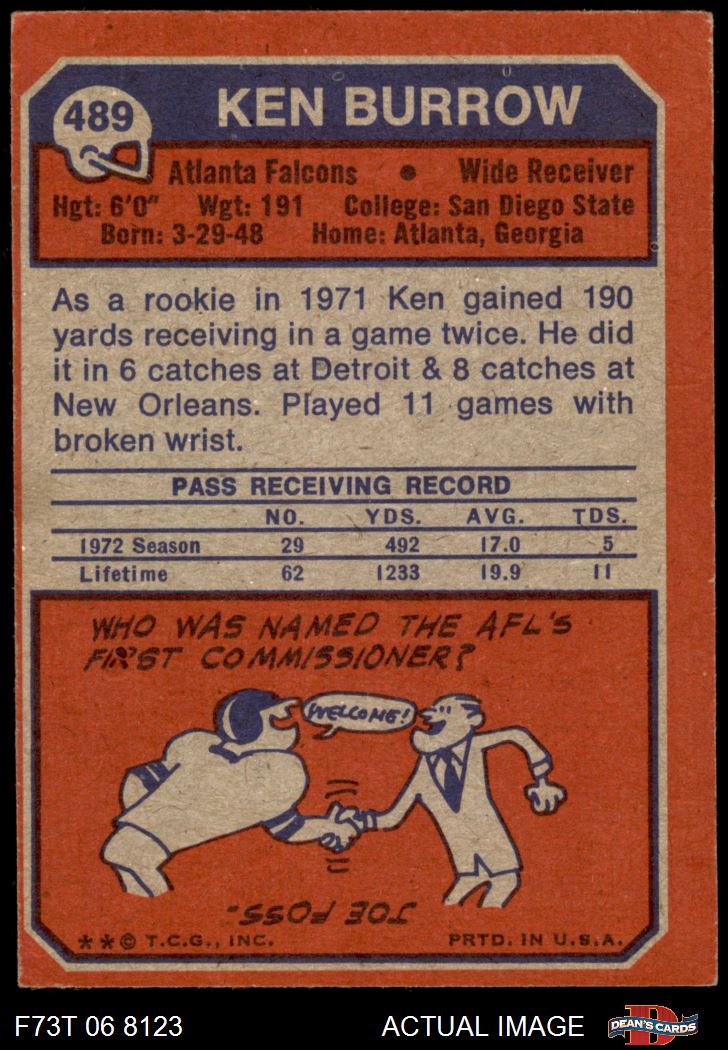 489
KEN BURROW
Atlanta Falcons • Wide Receiver
Hgt: 6'0" Wgt: 191 College: San Diego State
Born: 3-29-48 Home: Atlanta, Georgia
As a rookie in 1971 Ken gained 190
yards receiving in a game twice. He did
it in 6 catches at Detroit & 8 catches at
New Orleans. Played 11 games with
broken wrist.
PASS RECEIVING RECORD
NO. YDS. AVG. TDS.
1972 Season 29 492 17.0 5
Lifetime 62 1233 19.9 11
WHO WAS NAMED THE AFL'S
FIRST COMMISSIONER?
WELCOME!
JOE FOSS.
**© T.C.G., INC. PRTD. IN U.S.A.
F73T 06 8123 ACTUAL IMAGE D DEAN'S CARDS